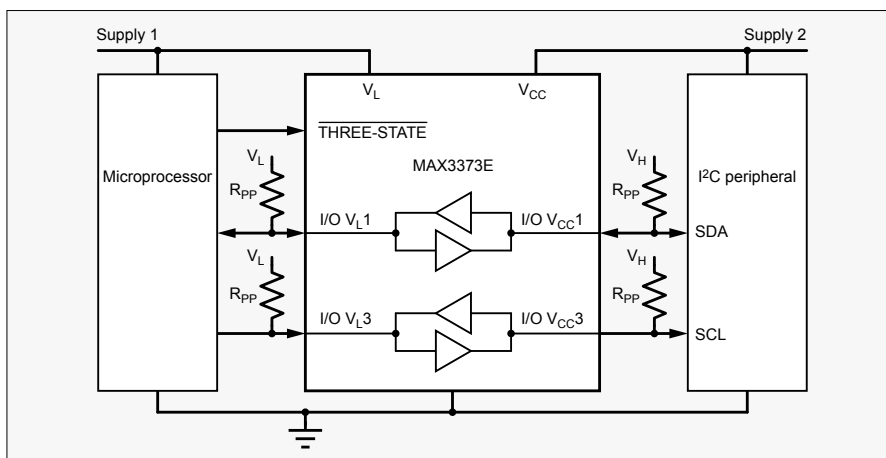 Supply 1
Supply 2
V_L
V_CC
THREE-STATE
MAX3373E
Microprocessor
I²C peripheral
V_L
R_PP
V_H
R_PP
I/O V_L1
I/O V_CC1
SDA
V_L
R_PP
V_H
R_PP
I/O V_L3
I/O V_CC3
SCL